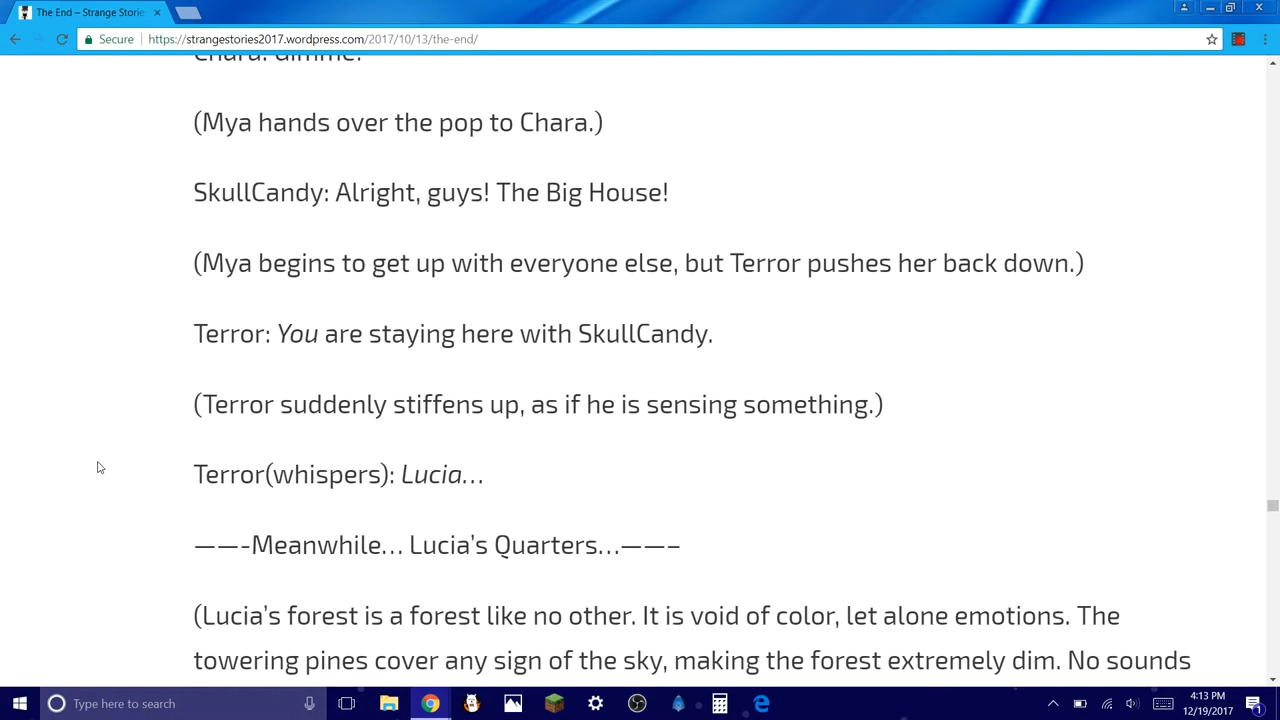 The End – Strange Storie
Secure
https://strangestories2017.wordpress.com/2017/10/13/the-end/
Chara: Gimme!
(Mya hands over the pop to Chara.)
SkullCandy: Alright, guys! The Big House!
(Mya begins to get up with everyone else, but Terror pushes her back down.)
Terror: You are staying here with SkullCandy.
(Terror suddenly stiffens up, as if he is sensing something.)
Terror(whispers): Lucia…
——-Meanwhile… Lucia’s Quarters…——–
(Lucia’s forest is a forest like no other. It is void of color, let alone emotions. The
towering pines cover any sign of the sky, making the forest extremely dim. No sounds
Type here to search
4:13 PM
12/19/2017
1